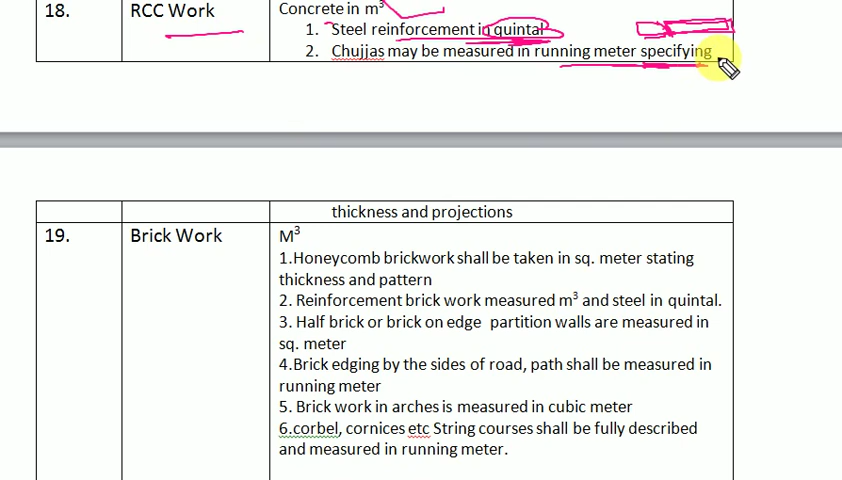 18. RCC Work Concrete in m³
1. Steel reinforcement in quintal
2. Chujjas may be measured in running meter specifying
thickness and projections
19. Brick Work M³
1.Honeycomb brickwork shall be taken in sq. meter stating
thickness and pattern
2. Reinforcement brick work measured m³ and steel in quintal.
3. Half brick or brick on edge partition walls are measured in
sq. meter
4.Brick edging by the sides of road, path shall be measured in
running meter
5. Brick work in arches is measured in cubic meter
6.corbel, cornices etc String courses shall be fully described
and measured in running meter.